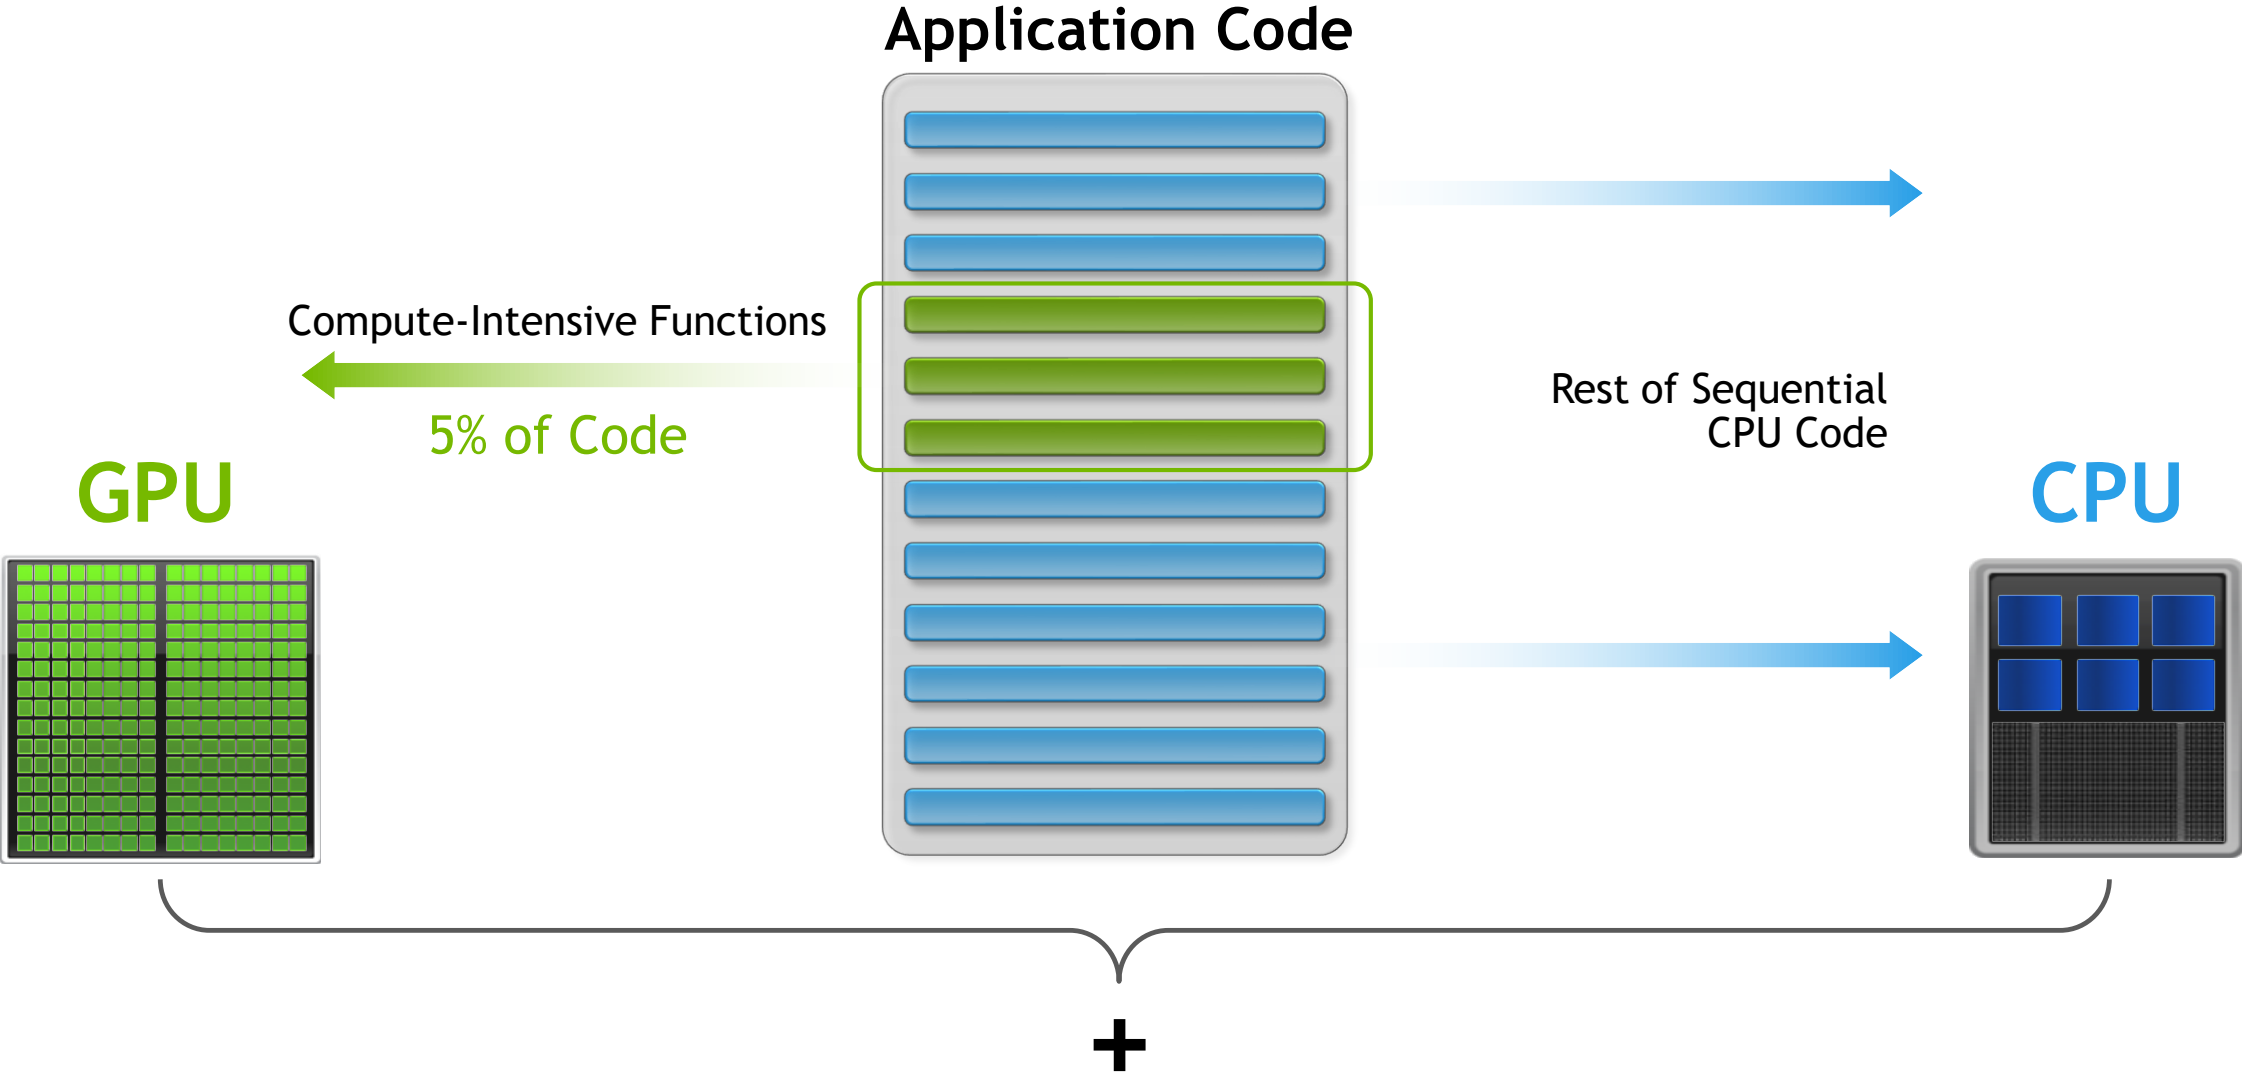 Application Code
Compute-Intensive Functions
5% of Code
GPU
Rest of Sequential
CPU Code
CPU
+